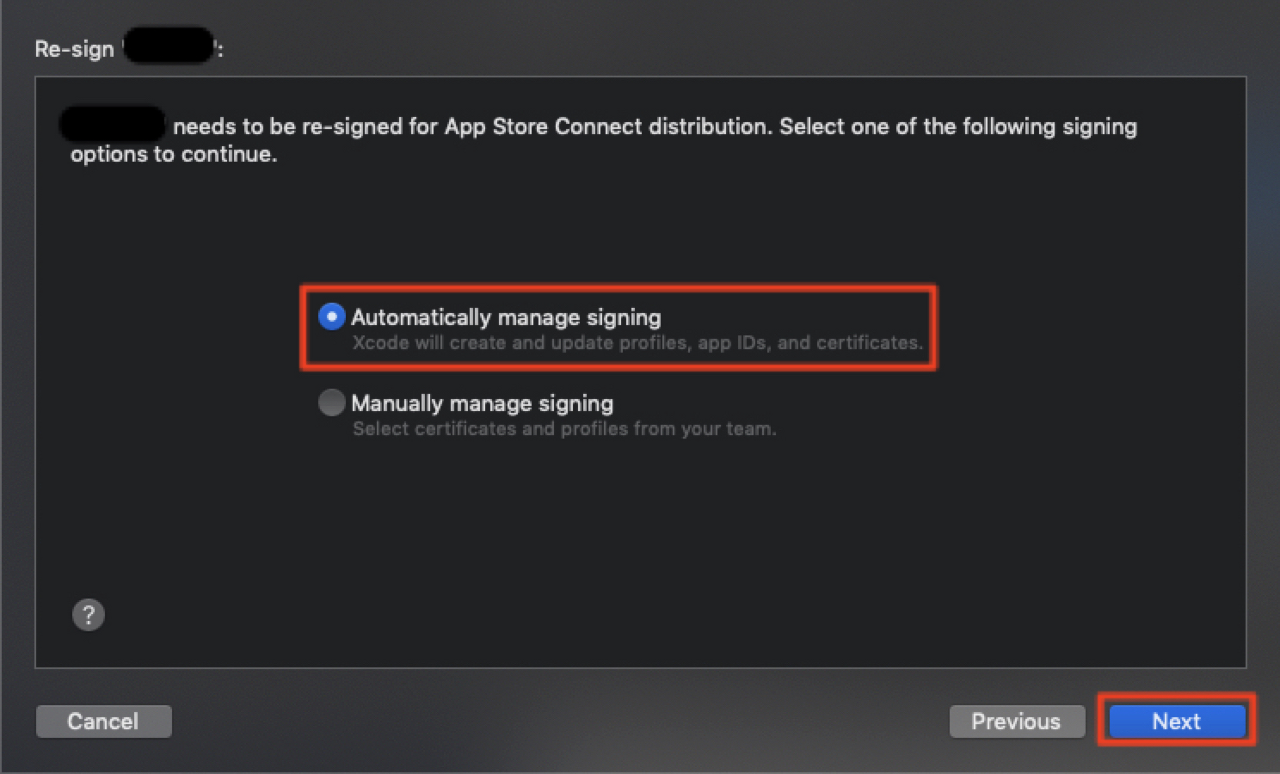 Re-sign ' ':
needs to be re-signed for App Store Connect distribution. Select one of the following signing
options to continue.
Automatically manage signing
Xcode will create and update profiles, app IDs, and certificates.
Manually manage signing
Select certificates and profiles from your team.
?
Cancel
Previous
Next